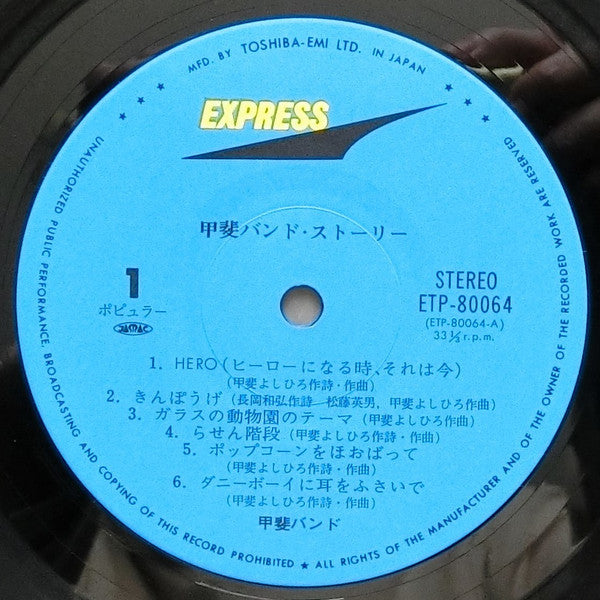 MFD. BY TOSHIBA-EMI LTD. IN JAPAN
EXPRESS
甲斐バンド・ストーリー
1
ポピュラー
JASRAC
STEREO
ETP-80064
(ETP-80064-A)
33 1/3 r.p.m.
1. HERO(ヒーローになる時、それは今)
(甲斐よしひろ作詩・作曲)
2. きんぽうげ(長岡和弘作詩—松藤英男, 甲斐よしひろ作曲)
3. ガラスの動物園のテーマ(甲斐よしひろ作曲)
4. らせん階段(甲斐よしひろ作詩・作曲)
5. ポップコーンをほおばって
(甲斐よしひろ作詩・作曲)
6. ダニーボーイに耳をふさいで
(甲斐よしひろ作詩・作曲)
甲斐バンド
UNAUTHORIZED PUBLIC PERFORMANCE, BROADCASTING AND COPYING OF THIS RECORD PROHIBITED ★ ALL RIGHTS OF THE MANUFACTURER AND OF THE OWNER OF THE RECORDED WORK ARE RESERVED